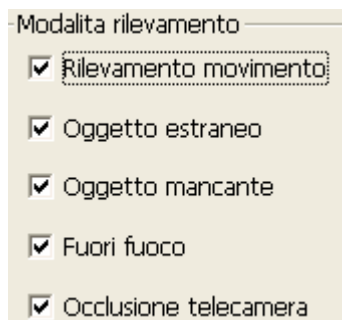 Modalita rilevamento
Rilevamento movimento
Oggetto estraneo
Oggetto mancante
Fuori fuoco
Occlusione telecamera